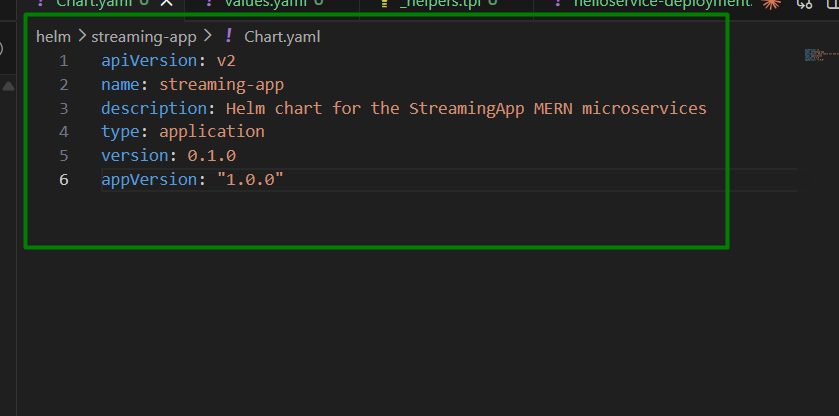 Chart.yaml U
values.yaml U
_helpers.tpl U
helloservice-deployment.
helm > streaming-app > ! Chart.yaml
1 apiVersion: v2
2 name: streaming-app
3 description: Helm chart for the StreamingApp MERN microservices
4 type: application
5 version: 0.1.0
6 appVersion: "1.0.0"